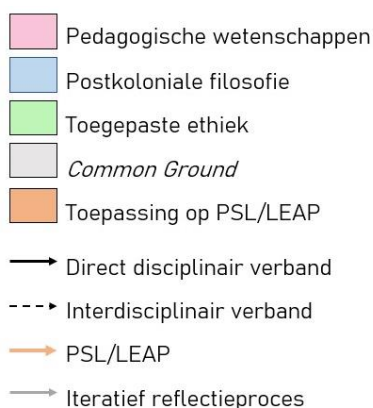 Pedagogische wetenschappen
Postkoloniale filosofie
Toegepaste ethiek
Common Ground
Toepassing op PSL/LEAP
Direct disciplinair verband
Interdisciplinair verband
PSL/LEAP
Iteratief reflectieproces